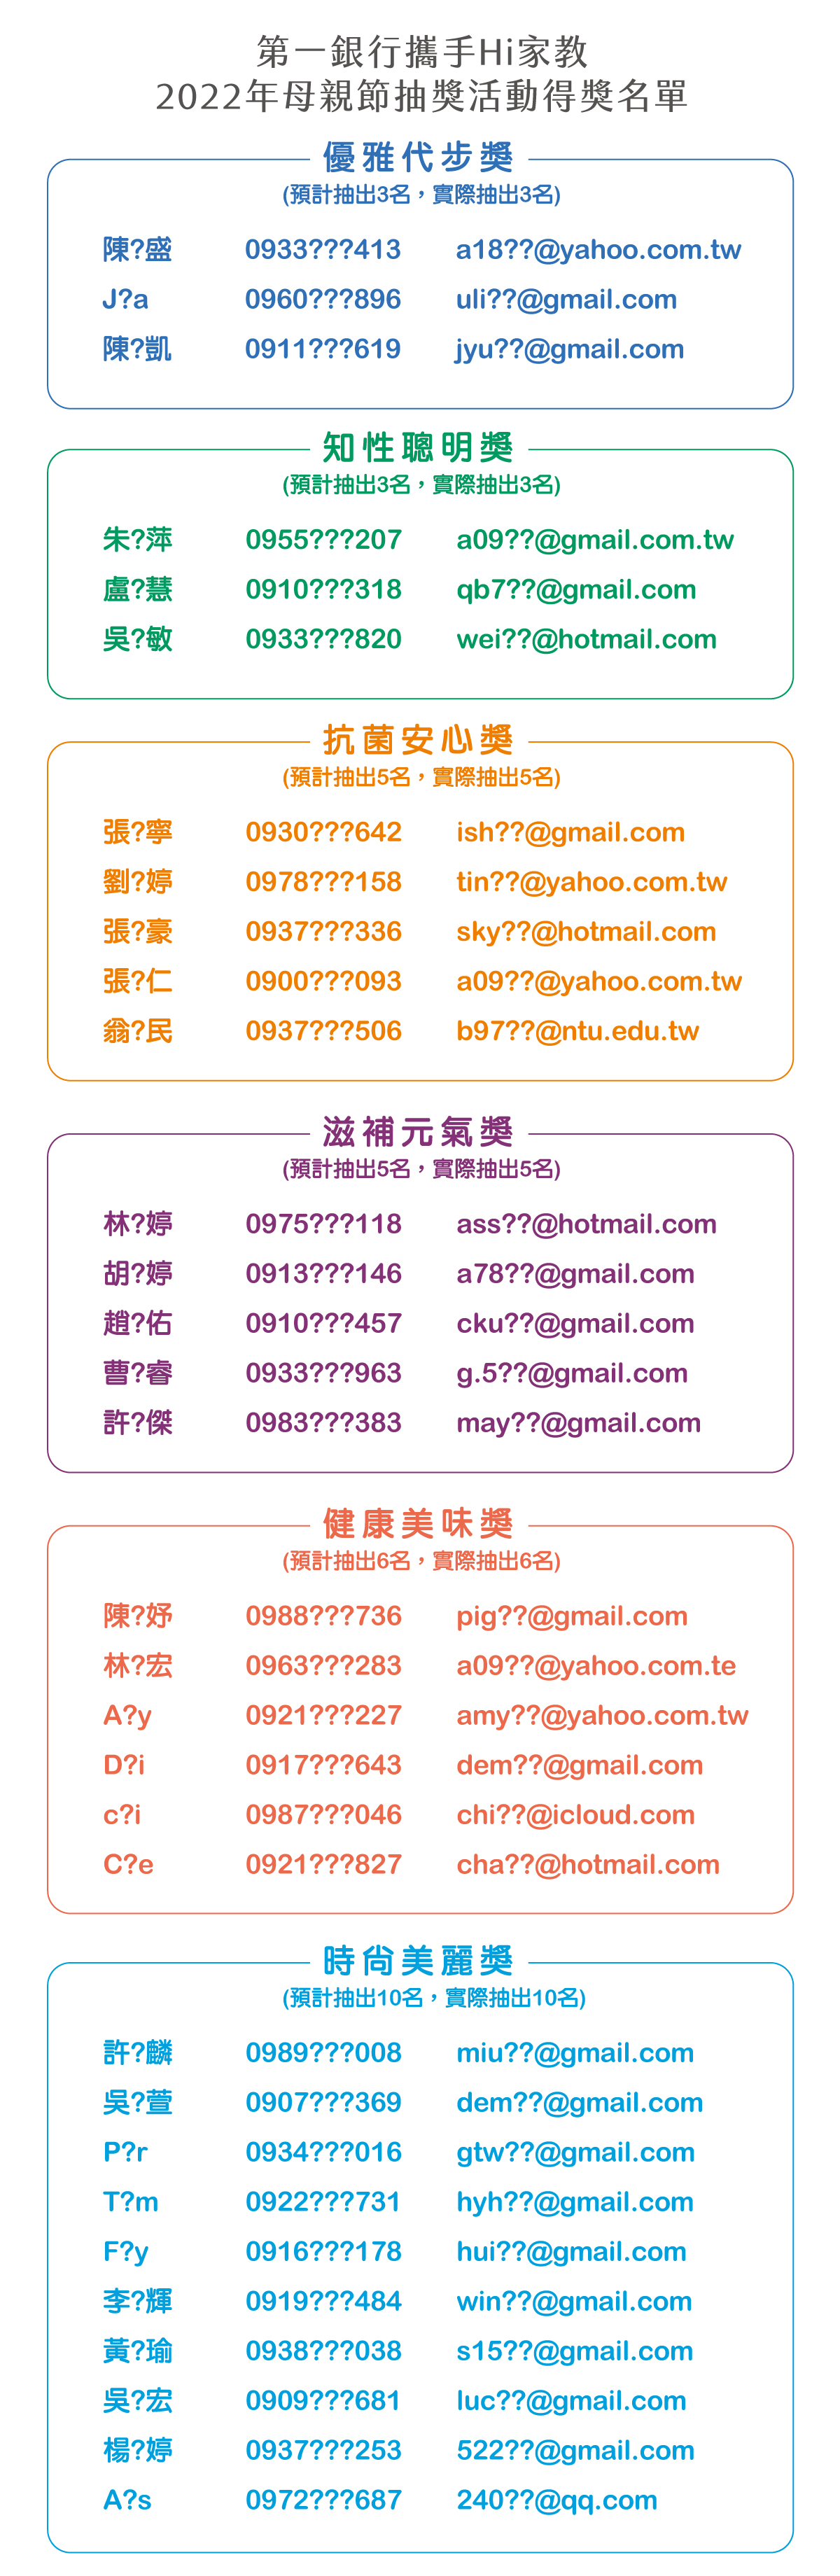 第一銀行攜手Hi家教
2022年母親節抽獎活動得獎名單
優雅代步獎
(預計抽出3名，實際抽出3名)
陳?盛 0933???413 a18??@yahoo.com.tw
J?a 0960???896 uli??@gmail.com
陳?凱 0911???619 jyu??@gmail.com
知性聰明獎
(預計抽出3名，實際抽出3名)
朱?萍 0955???207 a09??@gmail.com.tw
盧?慧 0910???318 qb7??@gmail.com
吳?敏 0933???820 wei??@hotmail.com
抗菌安心獎
(預計抽出5名，實際抽出5名)
張?寧 0930???642 ish??@gmail.com
劉?婷 0978???158 tin??@yahoo.com.tw
張?豪 0937???336 sky??@hotmail.com
張?仁 0900???093 a09??@yahoo.com.tw
翁?民 0937???506 b97??@ntu.edu.tw
滋補元氣獎
(預計抽出5名，實際抽出5名)
林?婷 0975???118 ass??@hotmail.com
胡?婷 0913???146 a78??@gmail.com
趙?佑 0910???457 cku??@gmail.com
曹?睿 0933???963 g.5??@gmail.com
許?傑 0983???383 may??@gmail.com
健康美味獎
(預計抽出6名，實際抽出6名)
陳?妤 0988???736 pig??@gmail.com
林?宏 0963???283 a09??@yahoo.com.te
A?y 0921???227 amy??@yahoo.com.tw
D?i 0917???643 dem??@gmail.com
c?i 0987???046 chi??@icloud.com
C?e 0921???827 cha??@hotmail.com
時尚美麗獎
(預計抽出10名，實際抽出10名)
許?麟 0989???008 miu??@gmail.com
吳?萱 0907???369 dem??@gmail.com
P?r 0934???016 gtw??@gmail.com
T?m 0922???731 hyh??@gmail.com
F?y 0916???178 hui??@gmail.com
李?輝 0919???484 win??@gmail.com
黃?瑜 0938???038 s15??@gmail.com
吳?宏 0909???681 luc??@gmail.com
楊?婷 0937???253 522??@gmail.com
A?s 0972???687 240??@qq.com